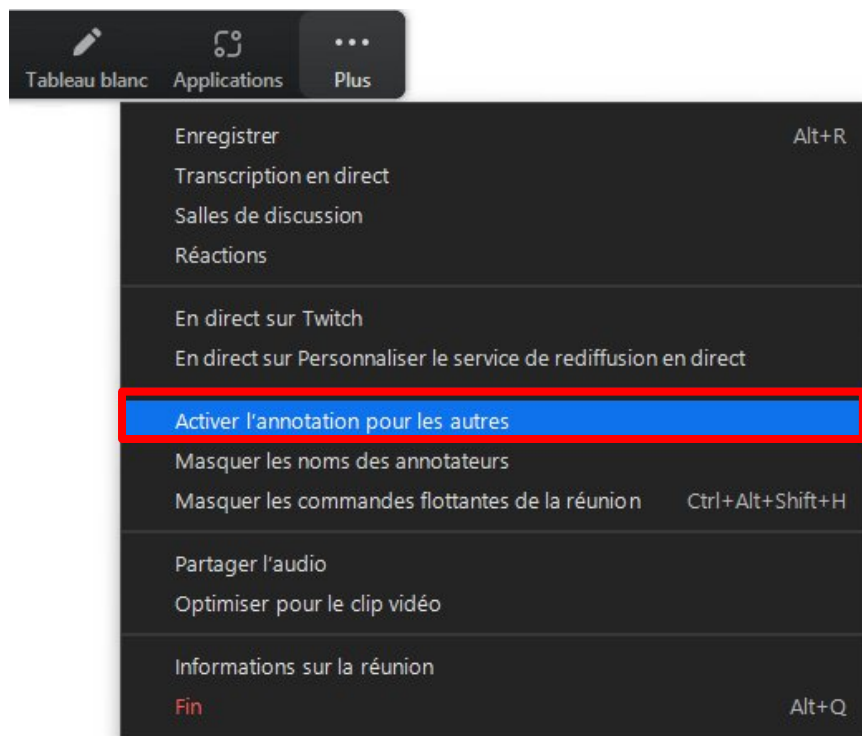 Tableau blanc Applications Plus
Enregistrer Alt+R
Transcription en direct
Salles de discussion
Réactions
En direct sur Twitch
En direct sur Personnaliser le service de rediffusion en direct
Activer l’annotation pour les autres
Masquer les noms des annotateurs
Masquer les commandes flottantes de la réunion Ctrl+Alt+Shift+H
Partager l’audio
Optimiser pour le clip vidéo
Informations sur la réunion
Fin Alt+Q